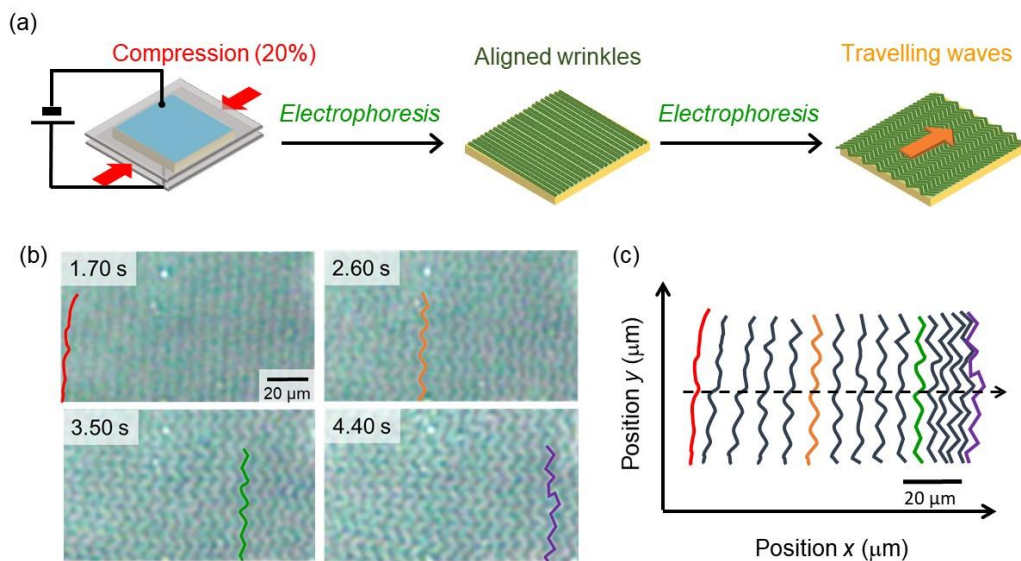 (a)
Compression (20%)
Electrophoresis
Aligned wrinkles
Electrophoresis
Travelling waves
(b)
1.70 s
20 μm
2.60 s
3.50 s
4.40 s
(c)
Position y (μm)
20 μm
Position x (μm)